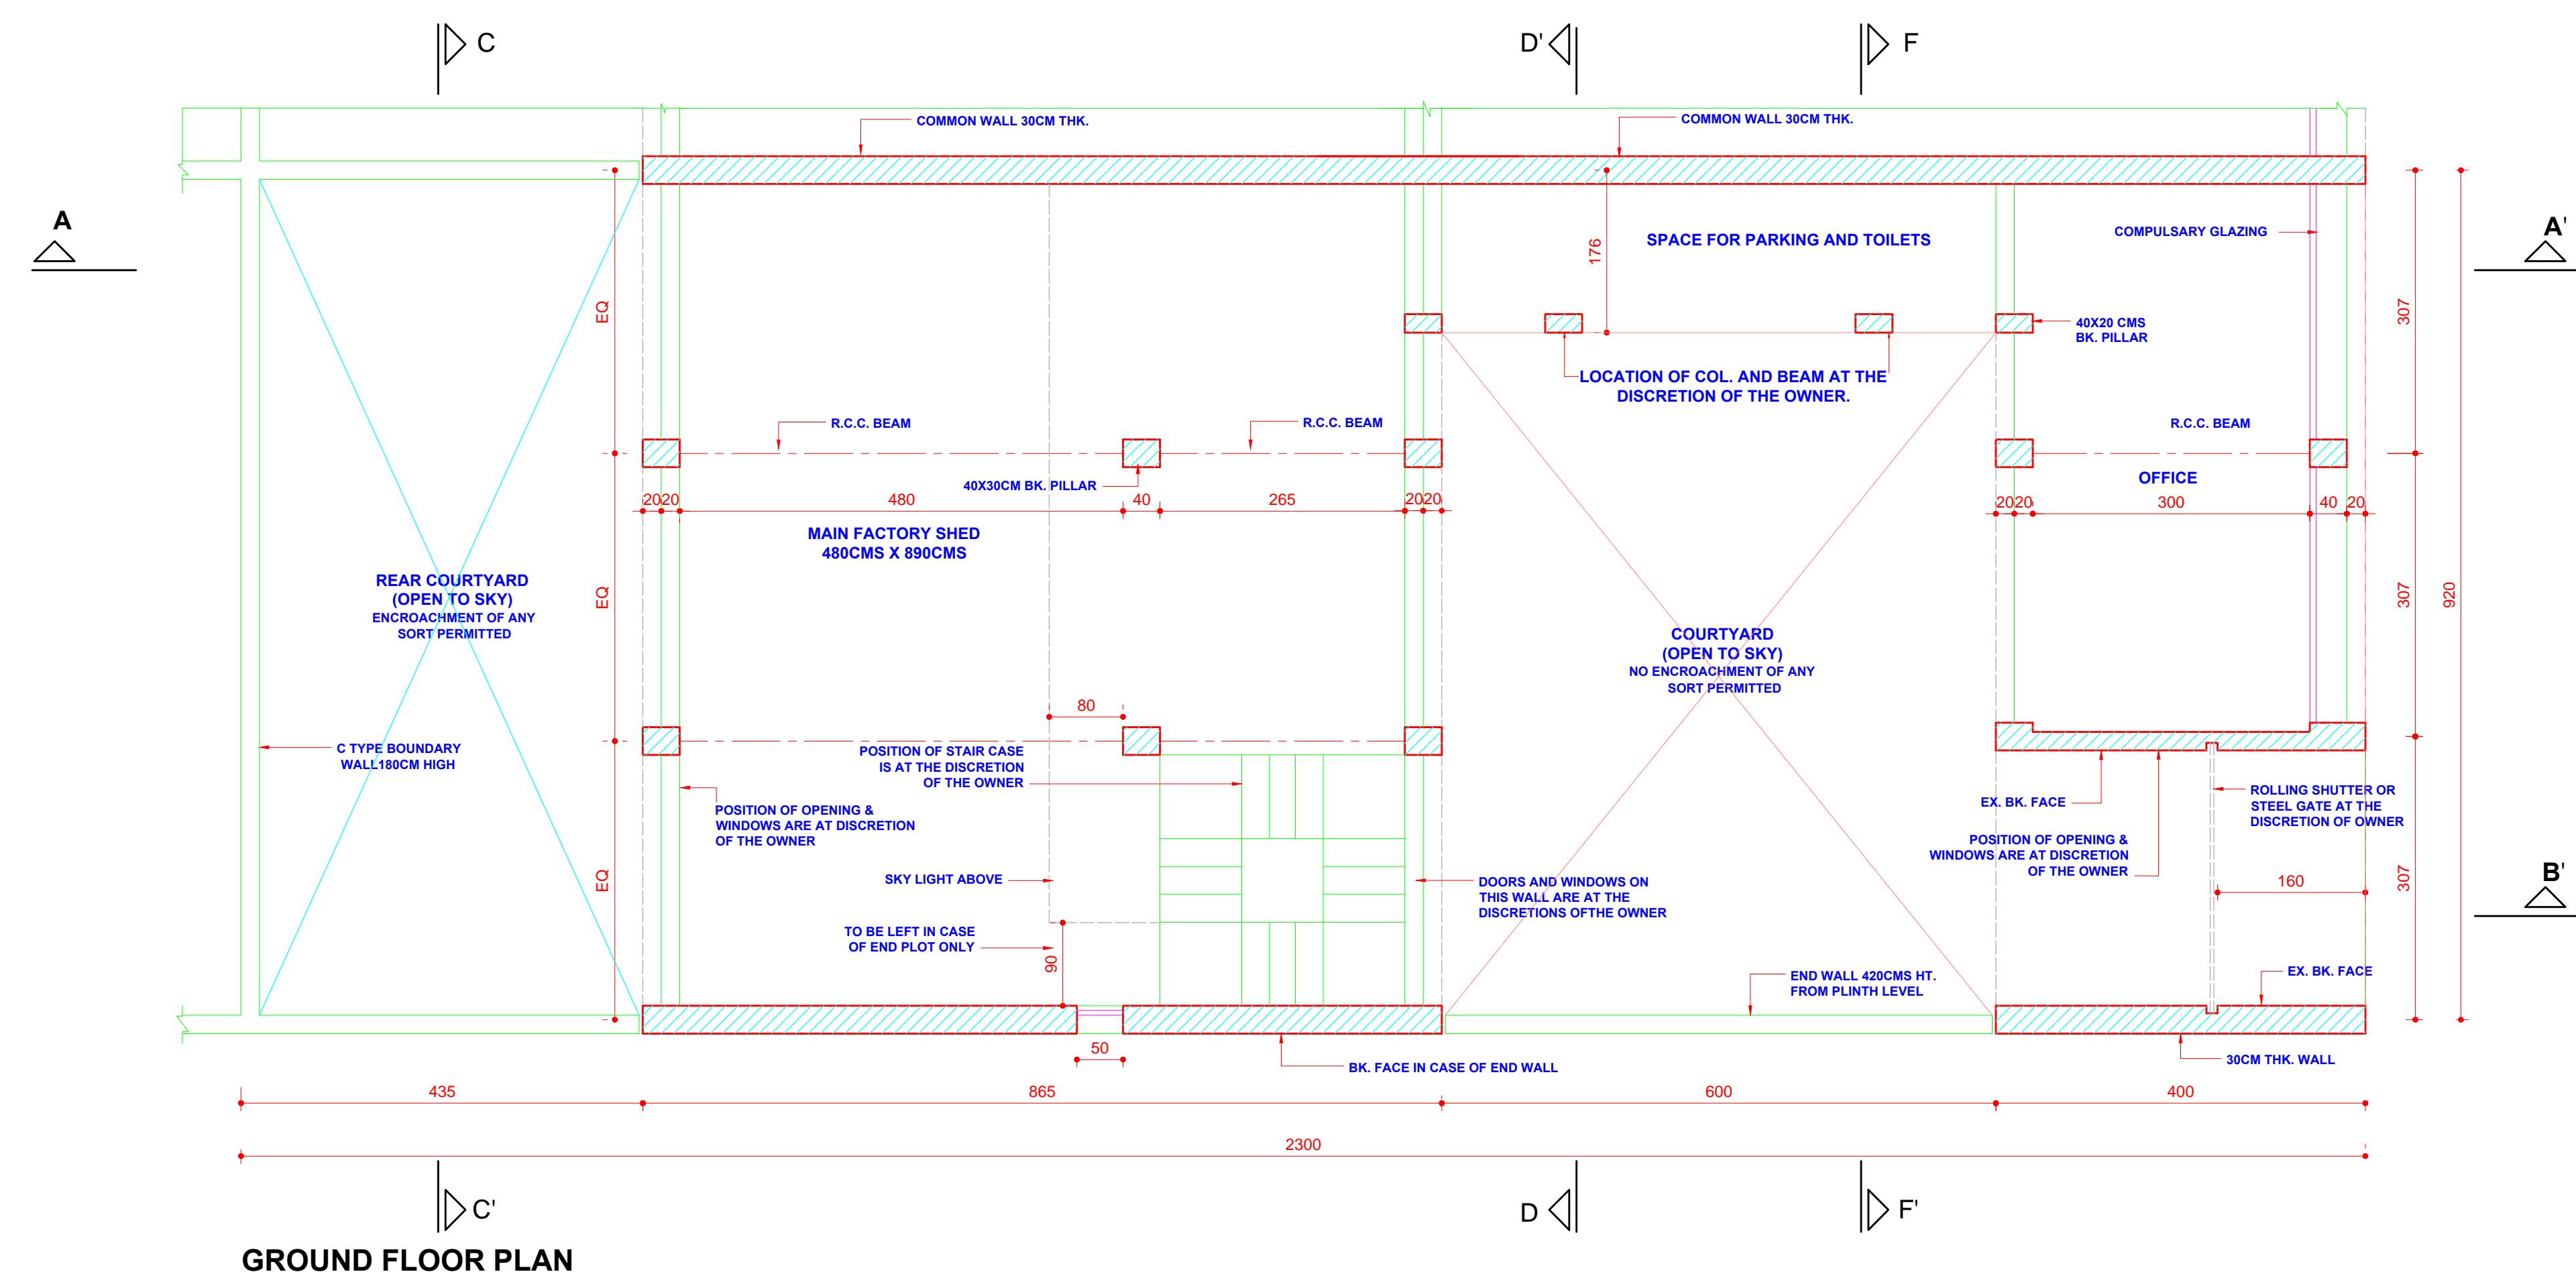 C
D'
F
COMMON WALL 30CM THK.
COMMON WALL 30CM THK.
A
A'
176
SPACE FOR PARKING AND TOILETS
COMPULSARY GLAZING
EQ
307
40X20 CMS
BK. PILLAR
LOCATION OF COL. AND BEAM AT THE
DISCRETION OF THE OWNER.
R.C.C. BEAM
R.C.C. BEAM
R.C.C. BEAM
40X30CM BK. PILLAR
OFFICE
2020
480
40
265
2020
2020
300
40
20
MAIN FACTORY SHED
480CMS X 890CMS
REAR COURTYARD
(OPEN TO SKY)
ENCROACHMENT OF ANY
SORT PERMITTED
EQ
307
920
COURTYARD
(OPEN TO SKY)
NO ENCROACHMENT OF ANY
SORT PERMITTED
80
C TYPE BOUNDARY
WALL180CM HIGH
POSITION OF STAIR CASE
IS AT THE DISCRETION
OF THE OWNER
POSITION OF OPENING &
WINDOWS ARE AT DISCRETION
OF THE OWNER
EX. BK. FACE
ROLLING SHUTTER OR
STEEL GATE AT THE
DISCRETION OF OWNER
POSITION OF OPENING &
WINDOWS ARE AT DISCRETION
OF THE OWNER
EQ
SKY LIGHT ABOVE
DOORS AND WINDOWS ON
THIS WALL ARE AT THE
DISCRETIONS OFTHE OWNER
160
307
B'
TO BE LEFT IN CASE
OF END PLOT ONLY
90
END WALL 420CMS HT.
FROM PLINTH LEVEL
EX. BK. FACE
50
BK. FACE IN CASE OF END WALL
30CM THK. WALL
435
865
600
400
2300
C'
D
F'
GROUND FLOOR PLAN